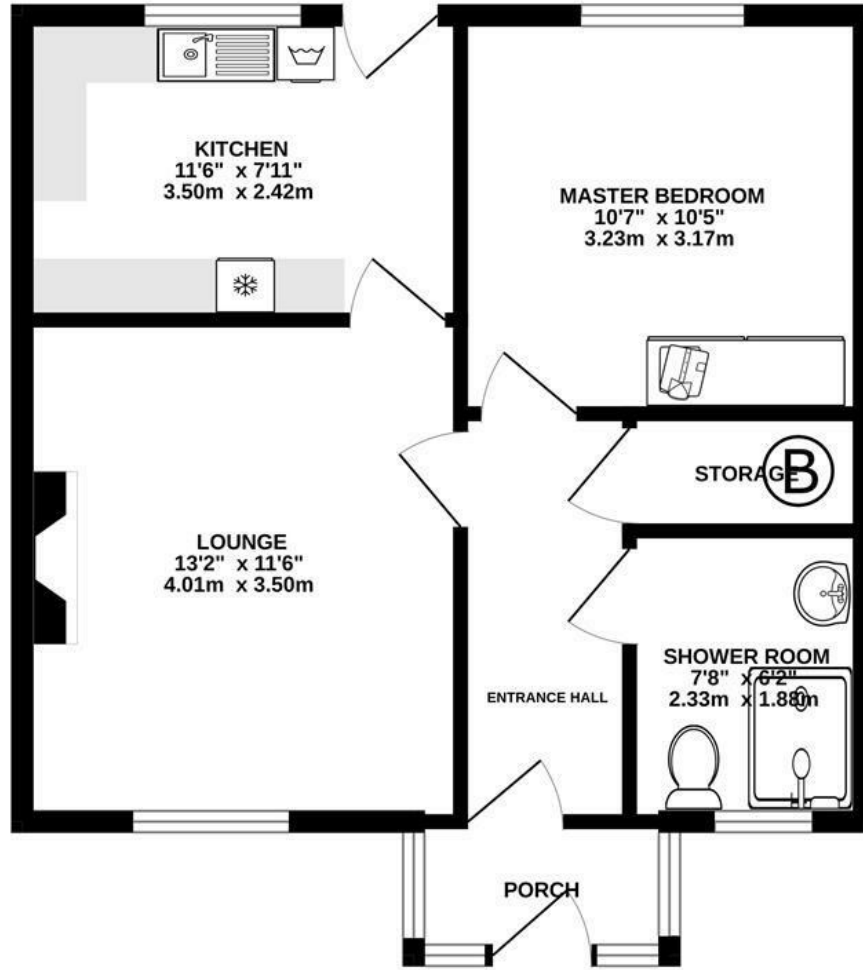 KITCHEN
11'6" x 7'11"
3.50m x 2.42m
MASTER BEDROOM
10'7" x 10'5"
3.23m x 3.17m
STORAGE
B
LOUNGE
13'2" x 11'6"
4.01m x 3.50m
SHOWER ROOM
7'8" x 6'2"
2.33m x 1.88m
ENTRANCE HALL
PORCH